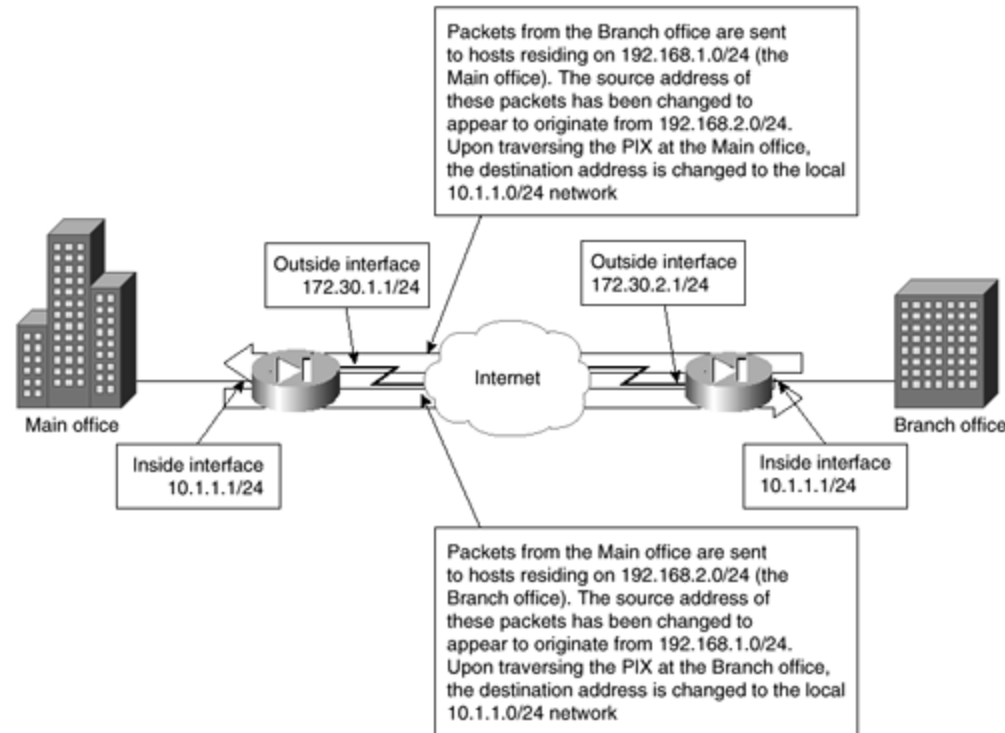 Packets from the Branch office are sent
to hosts residing on 192.168.1.0/24 (the
Main office). The source address of
these packets has been changed to
appear to originate from 192.168.2.0/24.
Upon traversing the PIX at the Main office,
the destination address is changed to the local
10.1.1.0/24 network
Outside interface
172.30.1.1/24
Outside interface
172.30.2.1/24
Internet
Main office
Branch office
Inside interface
10.1.1.1/24
Inside interface
10.1.1.1/24
Packets from the Main office are sent
to hosts residing on 192.168.2.0/24 (the
Branch office). The source address of
these packets has been changed to
appear to originate from 192.168.1.0/24.
Upon traversing the PIX at the Branch office,
the destination address is changed to the local
10.1.1.0/24 network